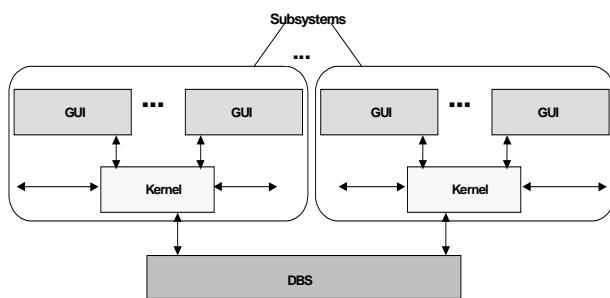 Subsystems
...
GUI ... GUI
GUI ... GUI
Kernel
Kernel
DBS